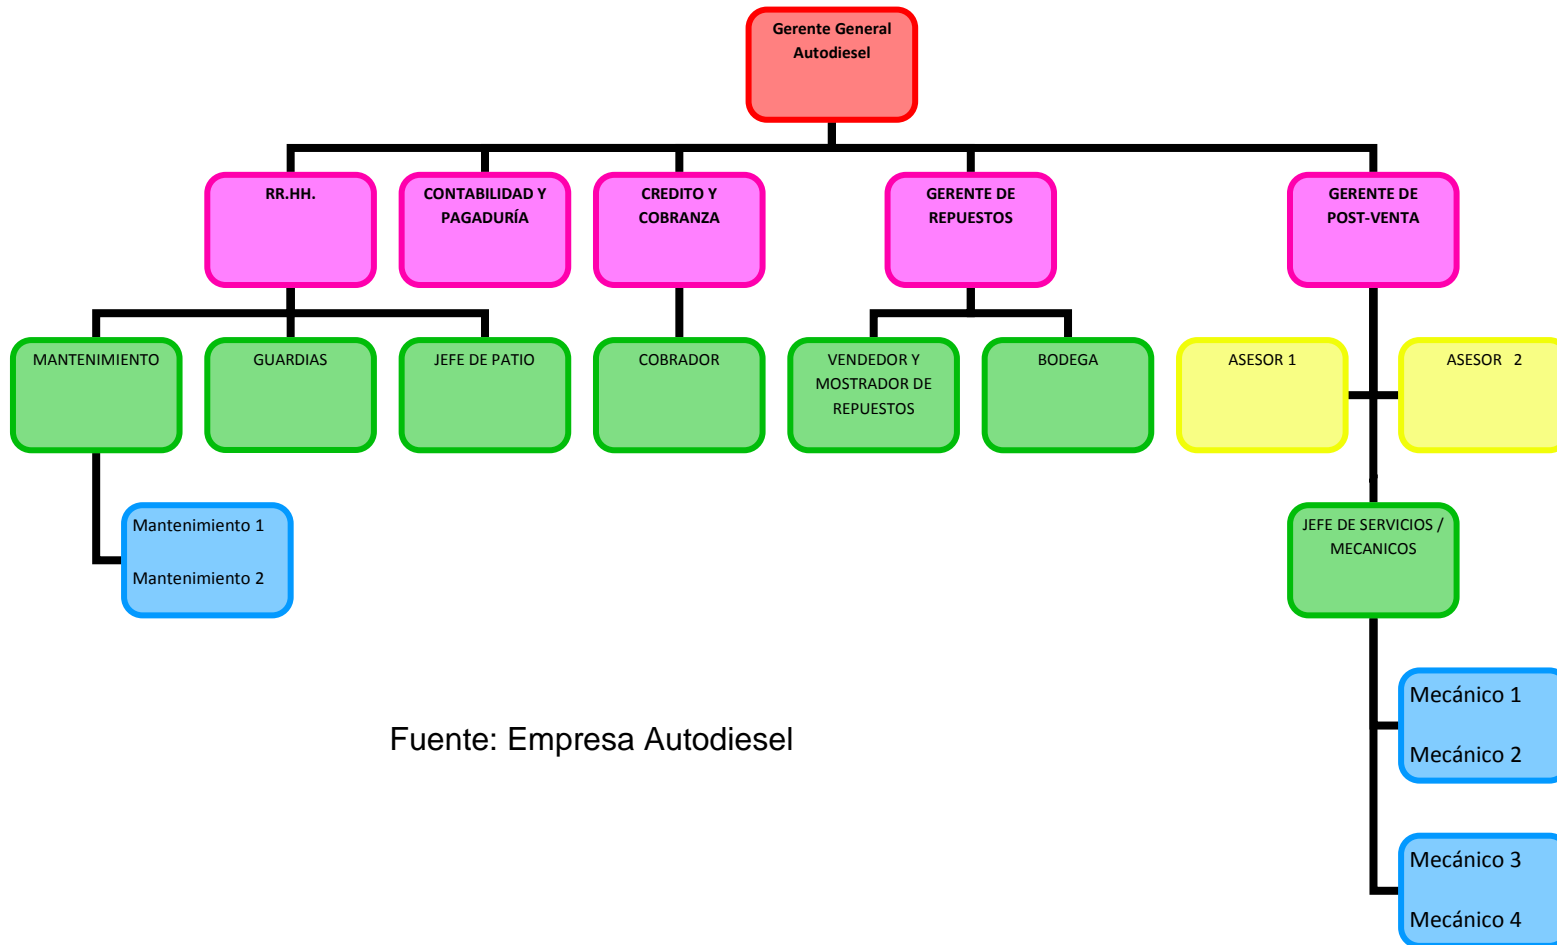 Gerente General
Autodiesel
RR.HH.
CONTABILIDAD Y
PAGADURÍA
CREDITO Y
COBRANZA
GERENTE DE
REPUESTOS
GERENTE DE
POST-VENTA
MANTENIMIENTO
GUARDIAS
JEFE DE PATIO
COBRADOR
VENDEDOR Y
MOSTRADOR DE
REPUESTOS
BODEGA
ASESOR 1
ASESOR 2
Mantenimiento 1
Mantenimiento 2
JEFE DE SERVICIOS /
MECANICOS
Mecánico 1
Mecánico 2
Fuente: Empresa Autodiesel
Mecánico 3
Mecánico 4